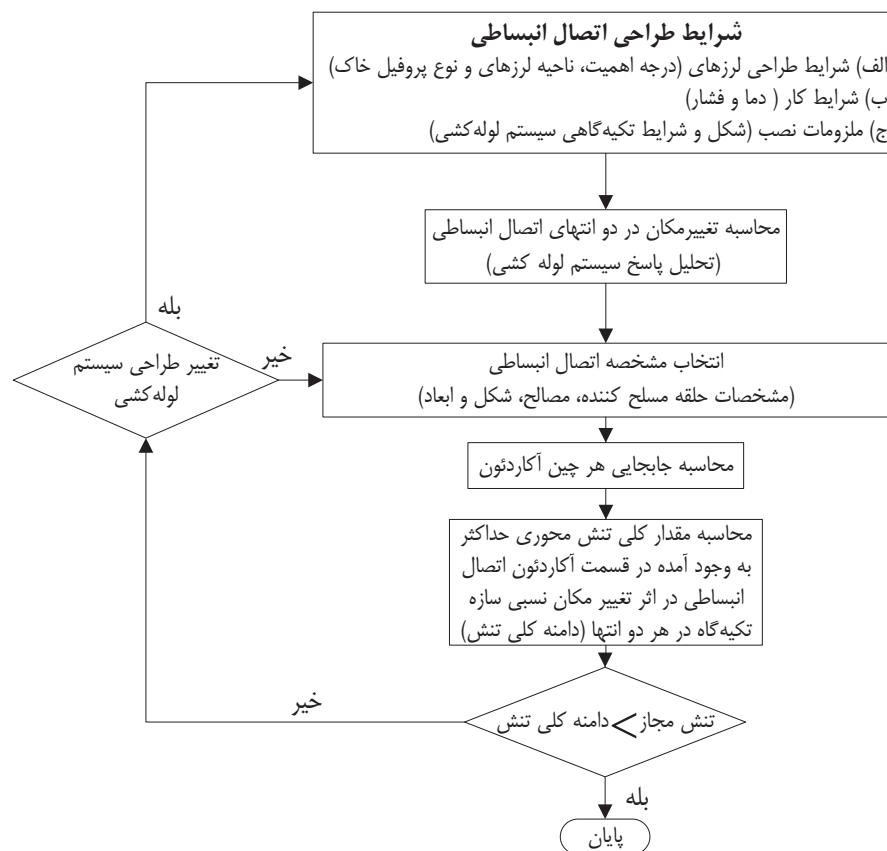 شرایط طراحی اتصال انبساطی
الف) شرایط طراحی لرزهای (درجه اهمیت، ناحیه لرزهای و نوع پروفیل خاک)
ب) شرایط کار ( دما و فشار)
ج) ملزومات نصب (شکل و شرایط تکیه‌گاهی سیستم لوله‌کشی)
محاسبه تغییرمکان در دو انتهای اتصال انبساطی
(تحلیل پاسخ سیستم لوله کشی)
بله
تغییر طراحی سیستم
لوله‌کشی
خیر
انتخاب مشخصه اتصال انبساطی
(مشخصات حلقه مسلح کننده، مصالح، شکل و ابعاد)
محاسبه جابجایی هر چین آکاردئون
محاسبه مقدار کلی تنش محوری حداکثر
به وجود آمده در قسمت آکاردئون اتصال
انبساطی در اثر تغییر مکان نسبی سازه
تکیه‌گاه در هر دو انتها (دامنه کلی تنش)
خیر
تنش مجاز > دامنه کلی تنش
بله
پایان